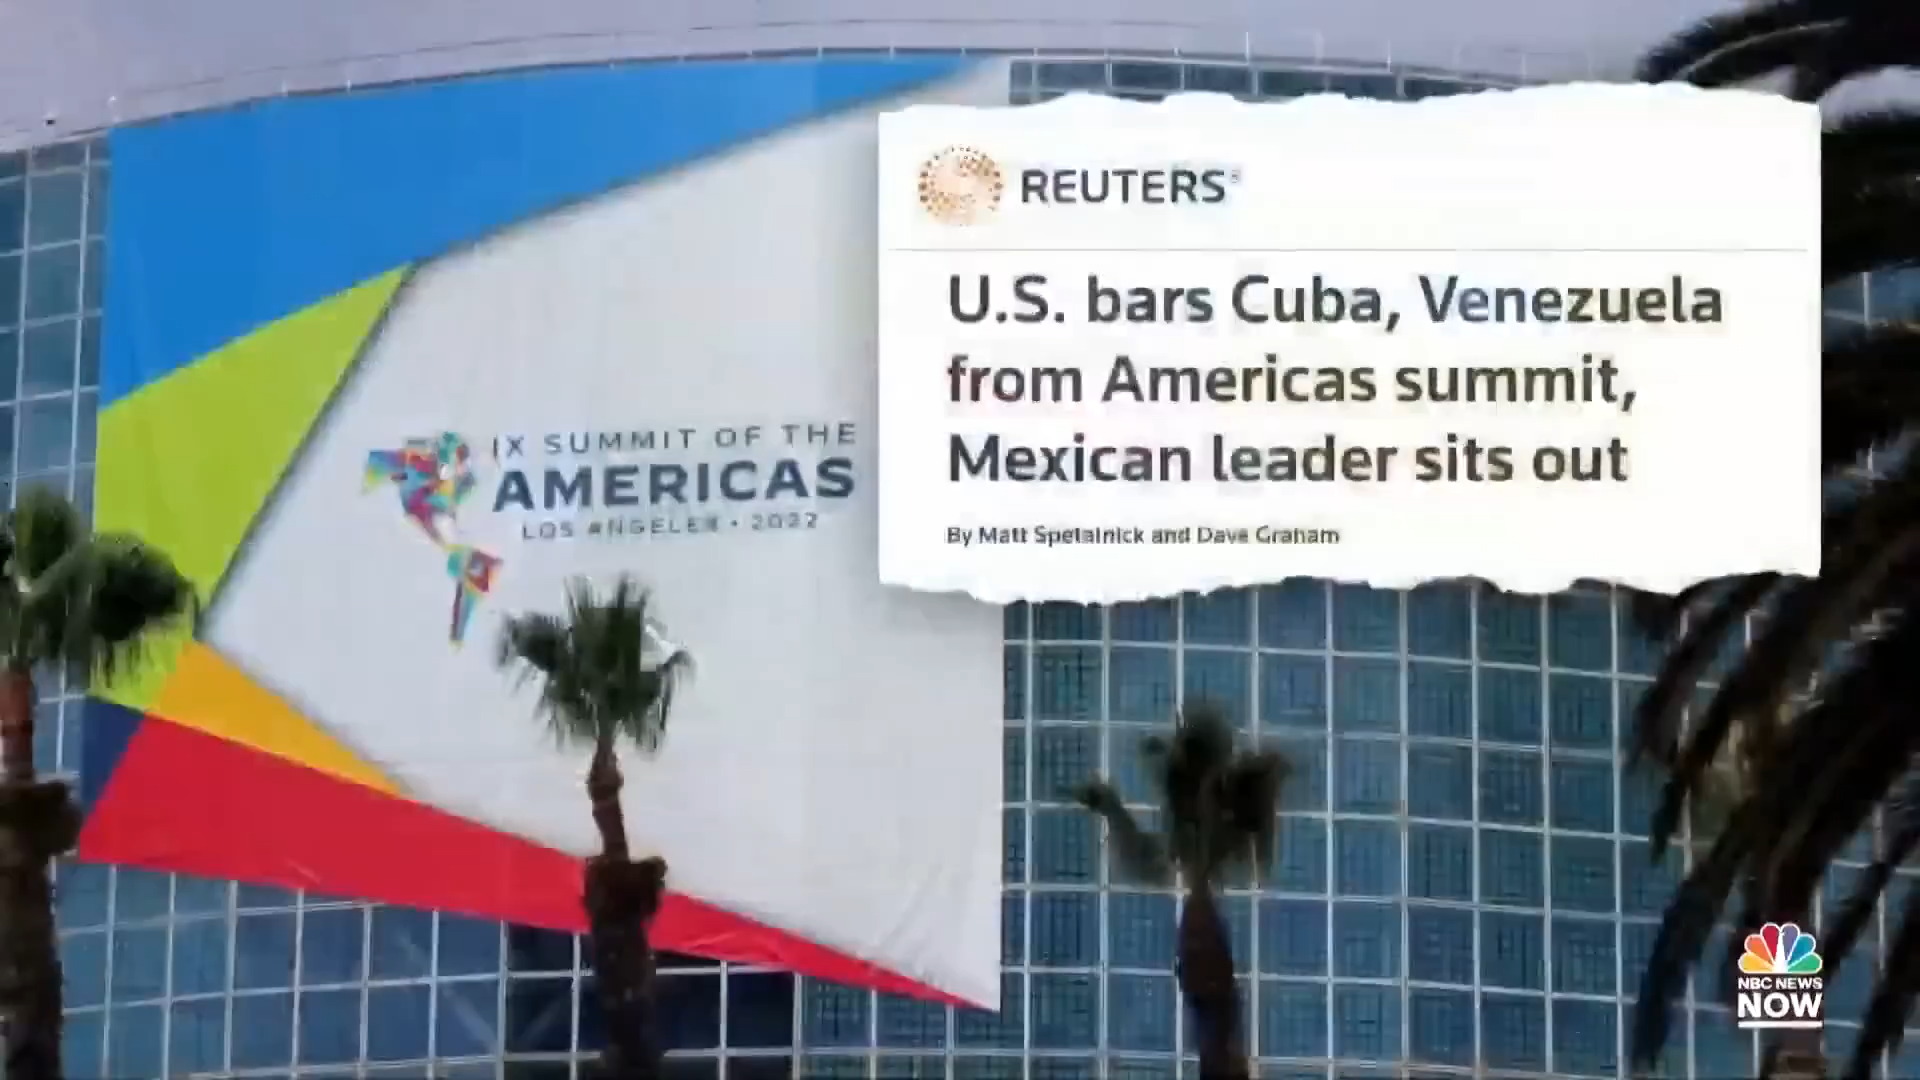 IX SUMMIT OF THE
AMERICAS
LOS ANGELES • 2022
REUTERS®
U.S. bars Cuba, Venezuela
from Americas summit,
Mexican leader sits out
By Matt Spetalnick and Dave Graham
NBC NEWS
NOW